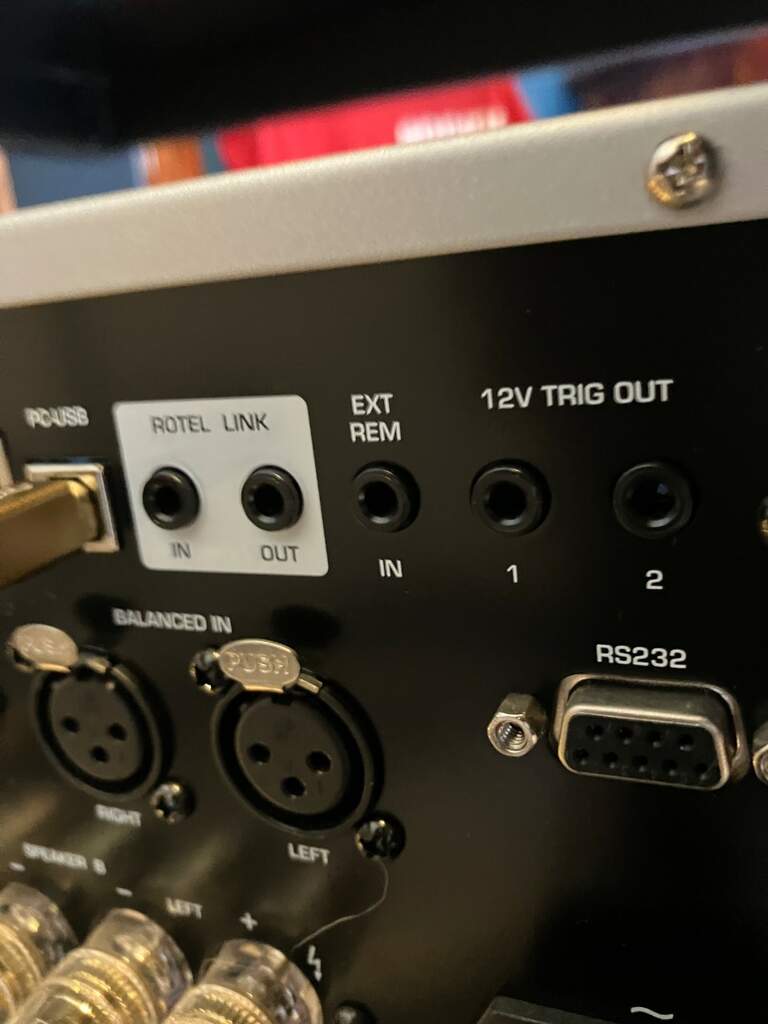 PC-USB
ROTEL LINK
IN
OUT
EXT
REM
IN
12V TRIG OUT
1
2
BALANCED IN
PUSH
PUSH
RIGHT
LEFT
RS232
SPEAKER B
LEFT